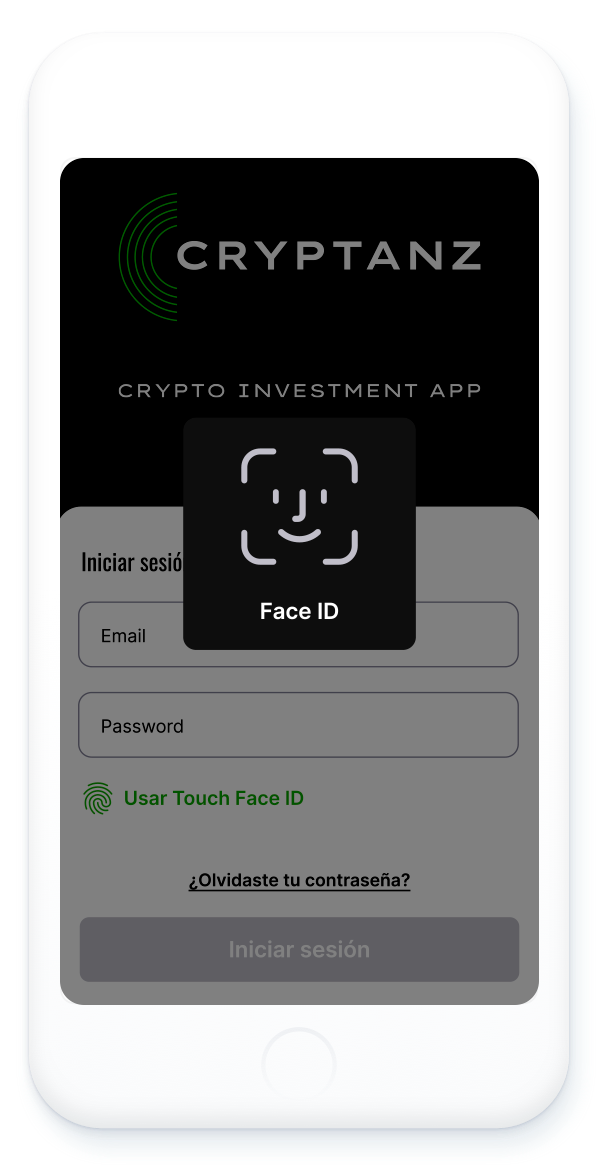 CRYPTANZ
CRYPTO INVESTMENT APP
Face ID
Iniciar sesió
Email
Password
Usar Touch Face ID
¿Olvidaste tu contraseña?
Iniciar sesión